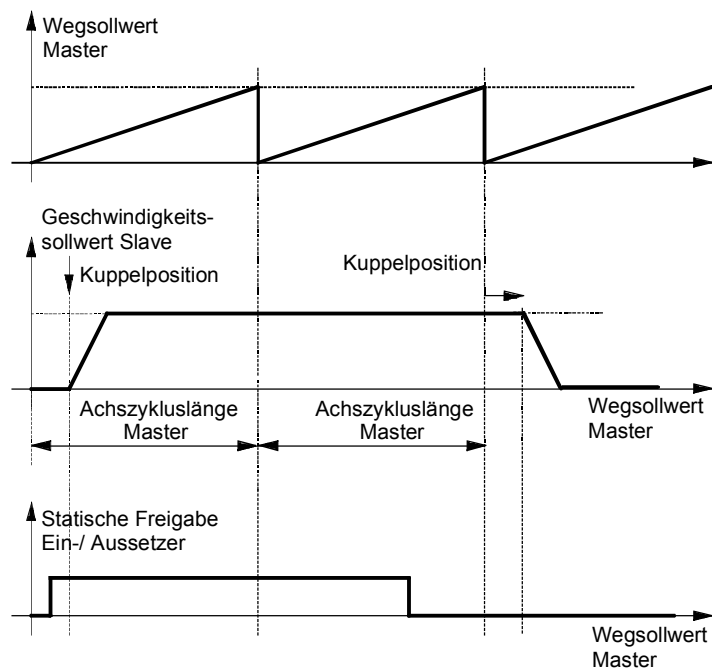 Wegsollwert
Master
Geschwindigkeits-
sollwert Slave
Kuppelposition
Kuppelposition
Achszykluslänge
Master
Achszykluslänge
Master
Wegsollwert
Master
Statische Freigabe
Ein-/ Aussetzer
Wegsollwert
Master